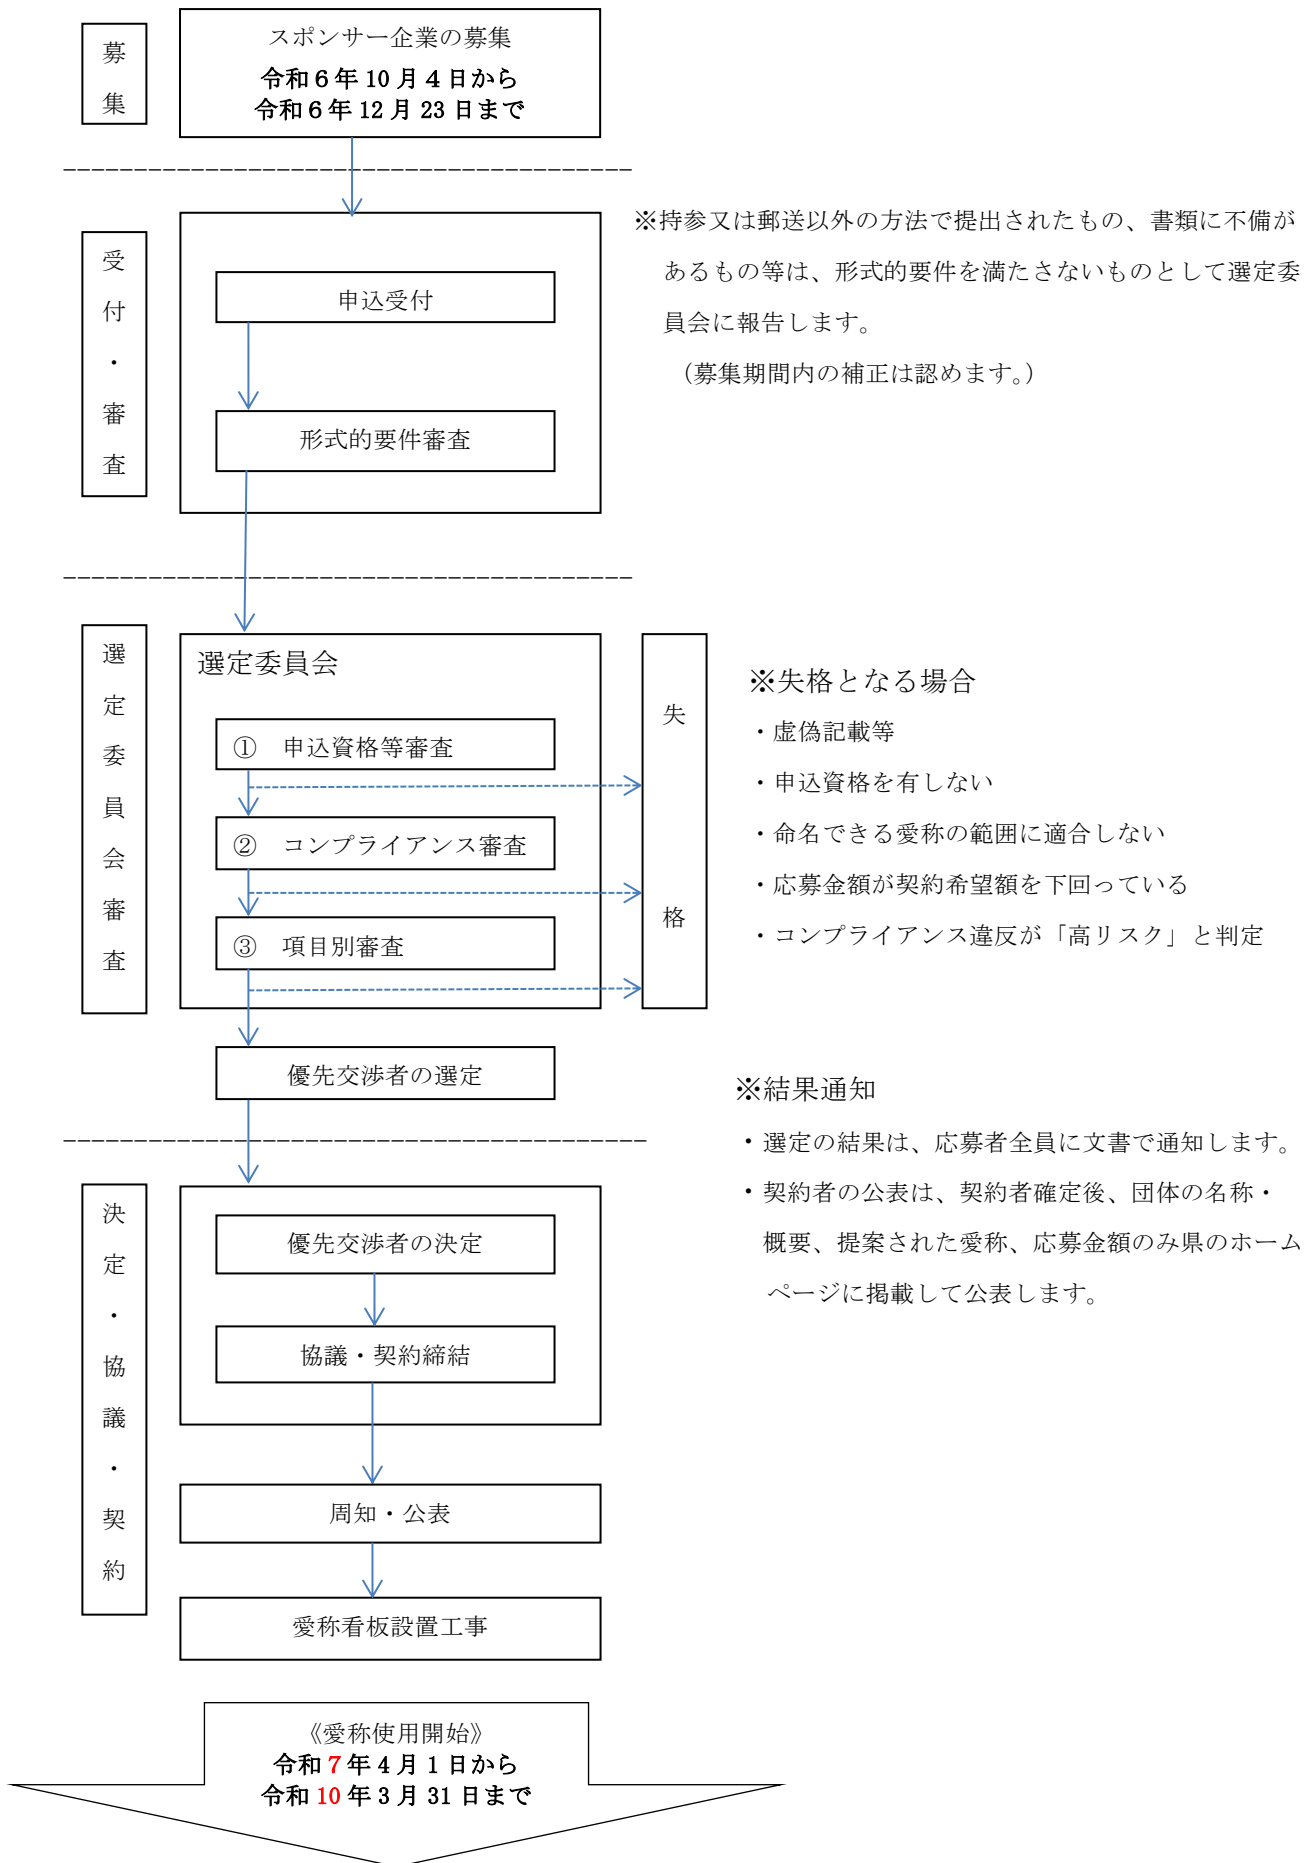 募集
スポンサー企業の募集
令和６年 10 月４日から
令和６年 12 月 23 日まで
受付・審査
申込受付
形式的要件審査
※持参又は郵送以外の方法で提出されたもの、書類に不備が
あるもの等は、形式的要件を満たさないものとして選定委
員会に報告します。
（募集期間内の補正は認めます。）
選定委員会審査
選定委員会
① 申込資格等審査
② コンプライアンス審査
③ 項目別審査
失格
※失格となる場合
・虚偽記載等
・申込資格を有しない
・命名できる愛称の範囲に適合しない
・応募金額が契約希望額を下回っている
・コンプライアンス違反が「高リスク」と判定
優先交渉者の選定
※結果通知
・選定の結果は、応募者全員に文書で通知します。
・契約者の公表は、契約者確定後、団体の名称・
概要、提案された愛称、応募金額のみ県のホーム
ページに掲載して公表します。
決定・協議・契約
優先交渉者の決定
協議・契約締結
周知・公表
愛称看板設置工事
《愛称使用開始》
令和７年４月１日から
令和 10 年３月 31 日まで